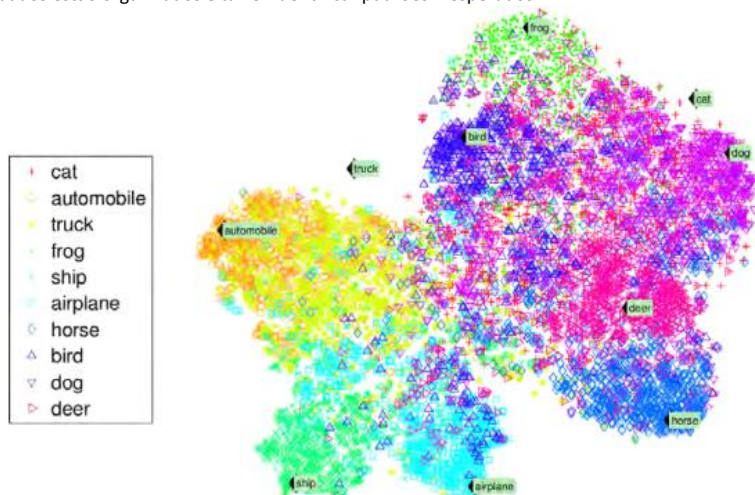 frog
cat
bird
dog
truck
automobile
deer
horse
ship
airplane
cat
automobile
truck
frog
ship
airplane
horse
bird
dog
deer